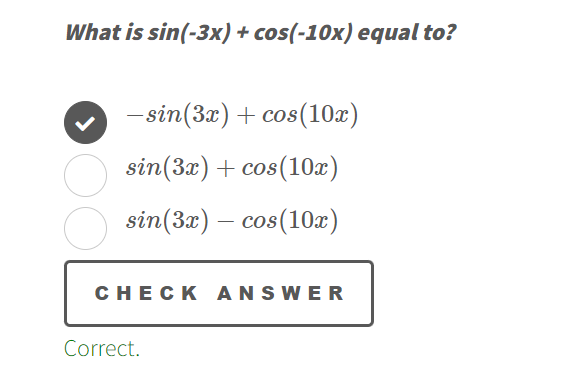 What is sin(-3x) + cos(-10x) equal to?
−sin(3x) + cos(10x)
sin(3x) + cos(10x)
sin(3x) − cos(10x)
CHECK ANSWER
Correct.